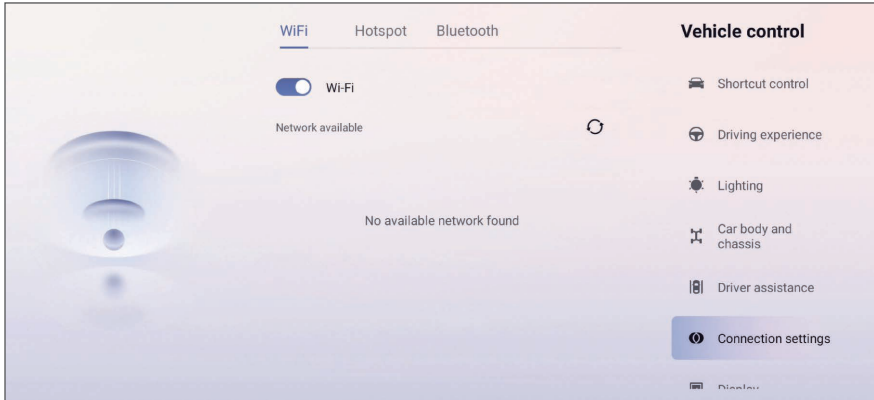 WiFi Hotspot Bluetooth
Wi-Fi
Network available
No available network found
Vehicle control
Shortcut control
Driving experience
Lighting
Car body and
chassis
Driver assistance
Connection settings
Display